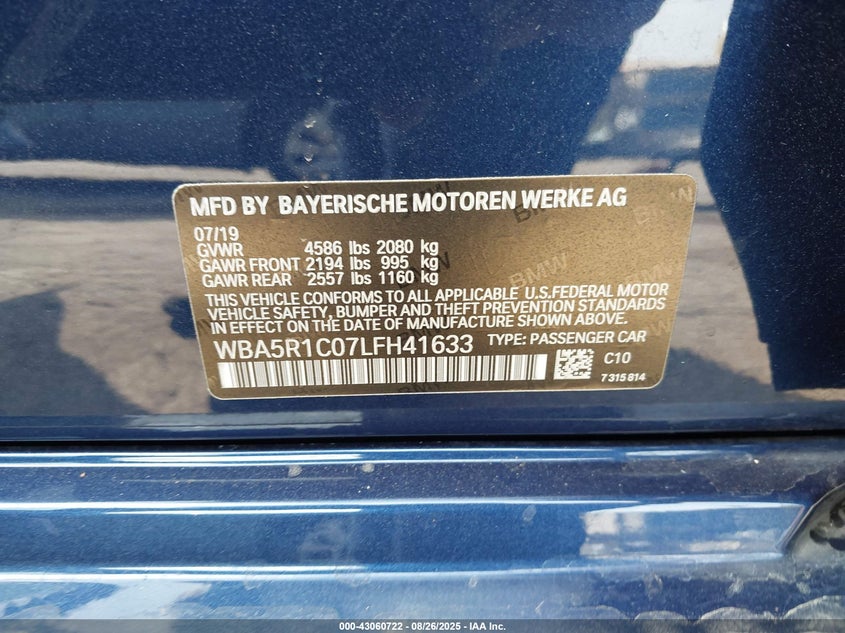 MFD BY BAYERISCHE MOTOREN WERKE AG
07/19
GVWR 4586 lbs 2080 kg
GAWR FRONT 2194 lbs 995 kg
GAWR REAR 2557 lbs 1160 kg
THIS VEHICLE CONFORMS TO ALL APPLICABLE U.S.FEDERAL MOTOR
VEHICLE SAFETY, BUMPER AND THEFT PREVENTION STANDARDS
IN EFFECT ON THE DATE OF MANUFACTURE SHOWN ABOVE.
WBA5R1C07LFH41633 TYPE: PASSENGER CAR
C10
7315814
000-43060722 - 08/26/2025 - IAA Inc.